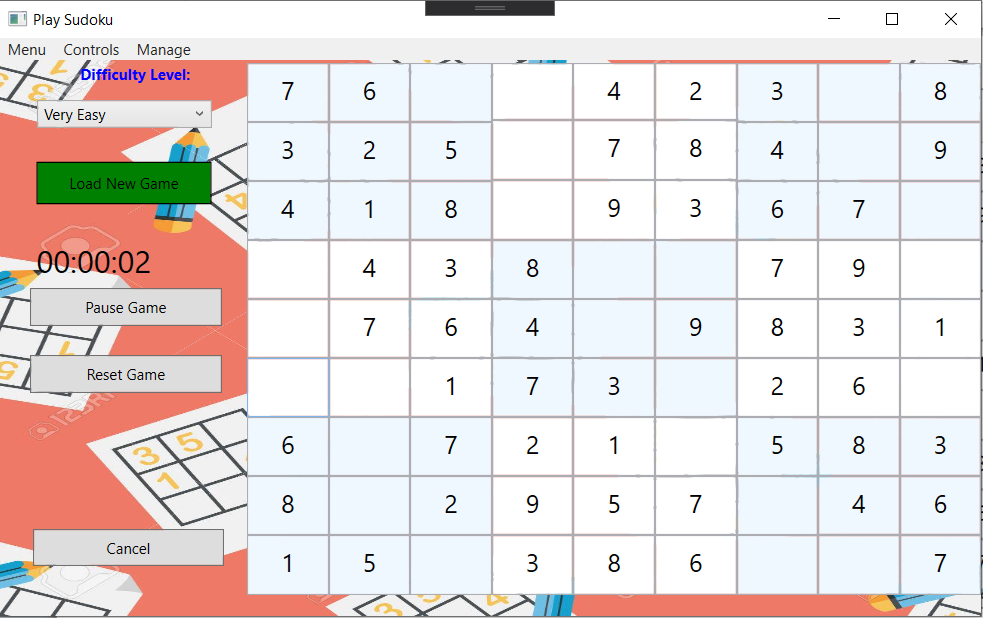 Play Sudoku
Menu Controls Manage
Difficulty Level:
Very Easy
Load New Game
00:00:02
Pause Game
Reset Game
Cancel
7 6 4 2 3 8
3 2 5 7 8 4 9
4 1 8 9 3 6 7
4 3 8 7 9
7 6 4 9 8 3 1
1 7 3 2 6
6 7 2 1 5 8 3
8 2 9 5 7 4 6
1 5 3 8 6 7